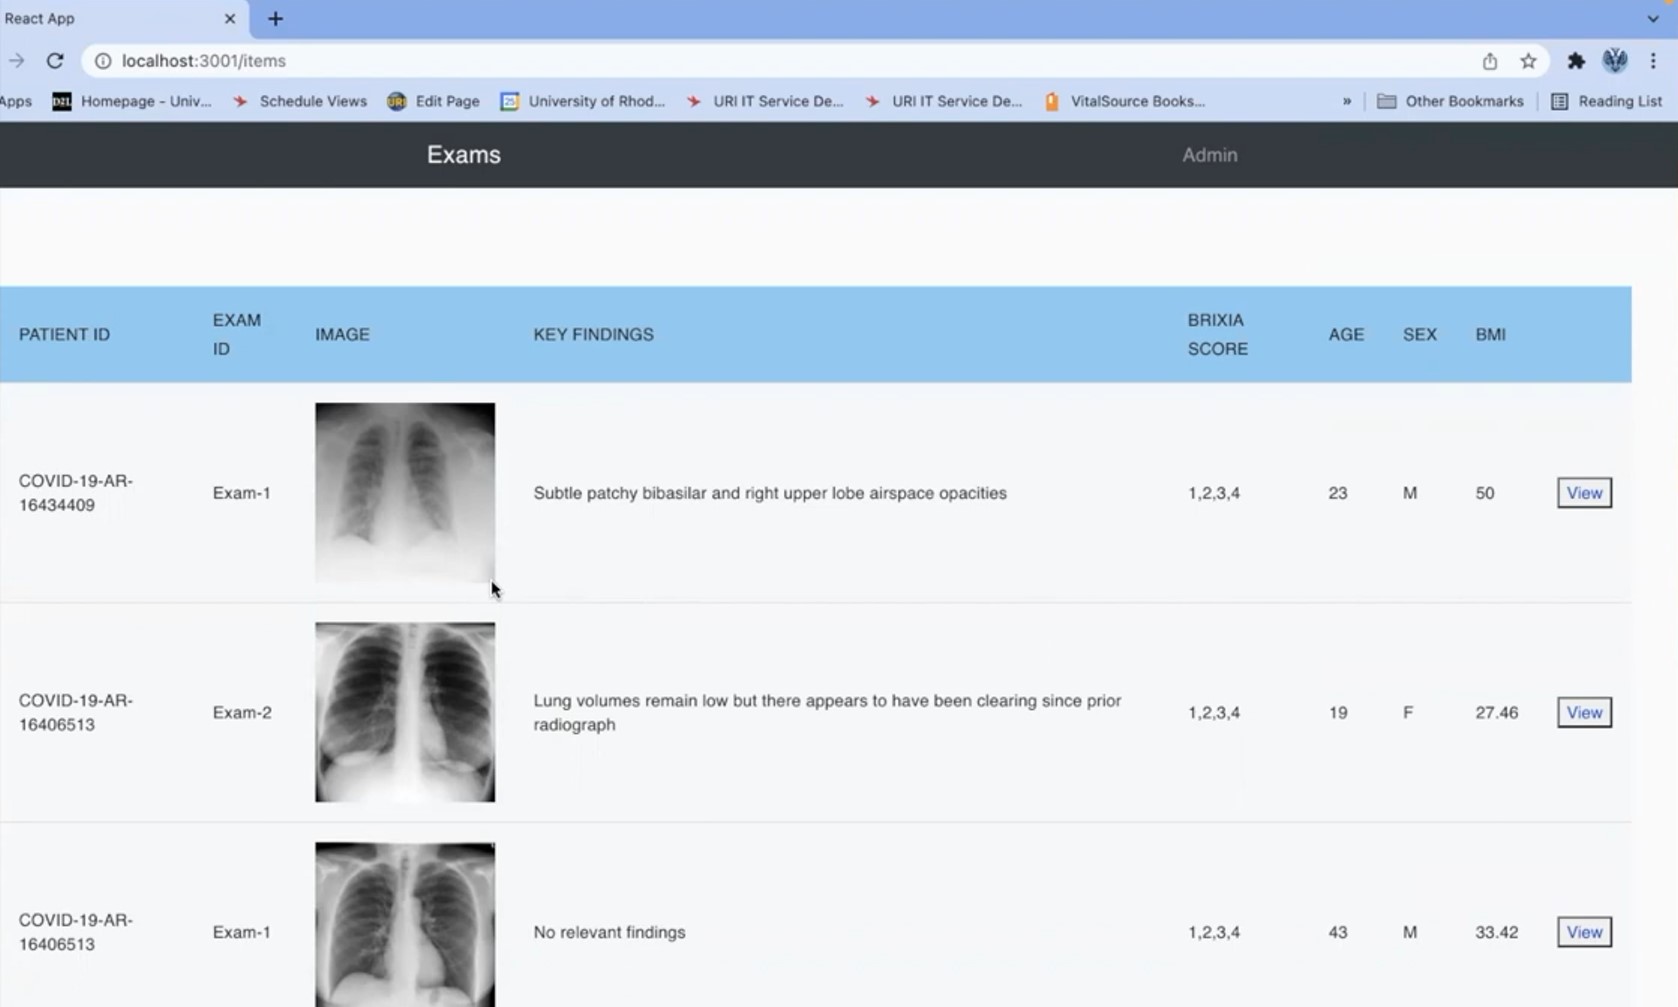 React App
localhost:3001/items
Apps
Homepage - Univ...
Schedule Views
Edit Page
University of Rhod...
URI IT Service De...
URI IT Service De...
VitalSource Books...
»
Other Bookmarks
Reading List
Exams
Admin
PATIENT ID
EXAM
ID
IMAGE
KEY FINDINGS
BRIXIA
SCORE
AGE
SEX
BMI
COVID-19-AR-
16434409
Exam-1
Subtle patchy bibasilar and right upper lobe airspace opacities
1,2,3,4
23
M
50
View
COVID-19-AR-
16406513
Exam-2
Lung volumes remain low but there appears to have been clearing since prior
radiograph
1,2,3,4
19
F
27.46
View
COVID-19-AR-
16406513
Exam-1
No relevant findings
1,2,3,4
43
M
33.42
View